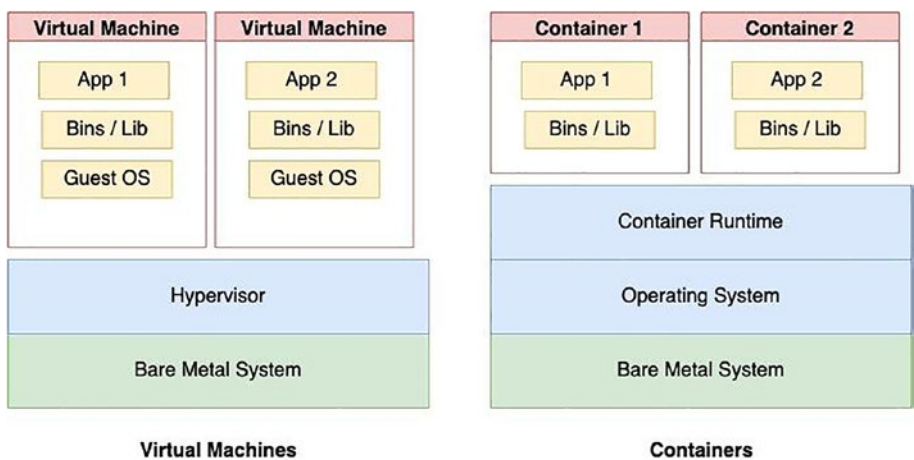 Virtual Machine
App 1
Bins / Lib
Guest OS
Virtual Machine
App 2
Bins / Lib
Guest OS
Hypervisor
Bare Metal System
Virtual Machines
Container 1
App 1
Bins / Lib
Container 2
App 2
Bins / Lib
Container Runtime
Operating System
Bare Metal System
Containers